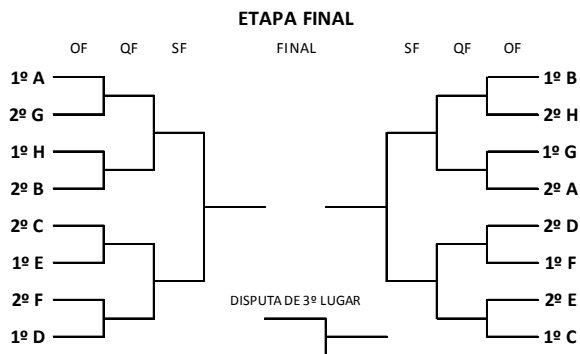 ETAPA FINAL
OF QF SF FINAL SF QF OF
1º A 1º B
2º G 2º H
1º H 1º G
2º B 2º A
2º C 2º D
1º E 1º F
2º F DISPUTA DE 3º LUGAR 2º E
1º D 1º C